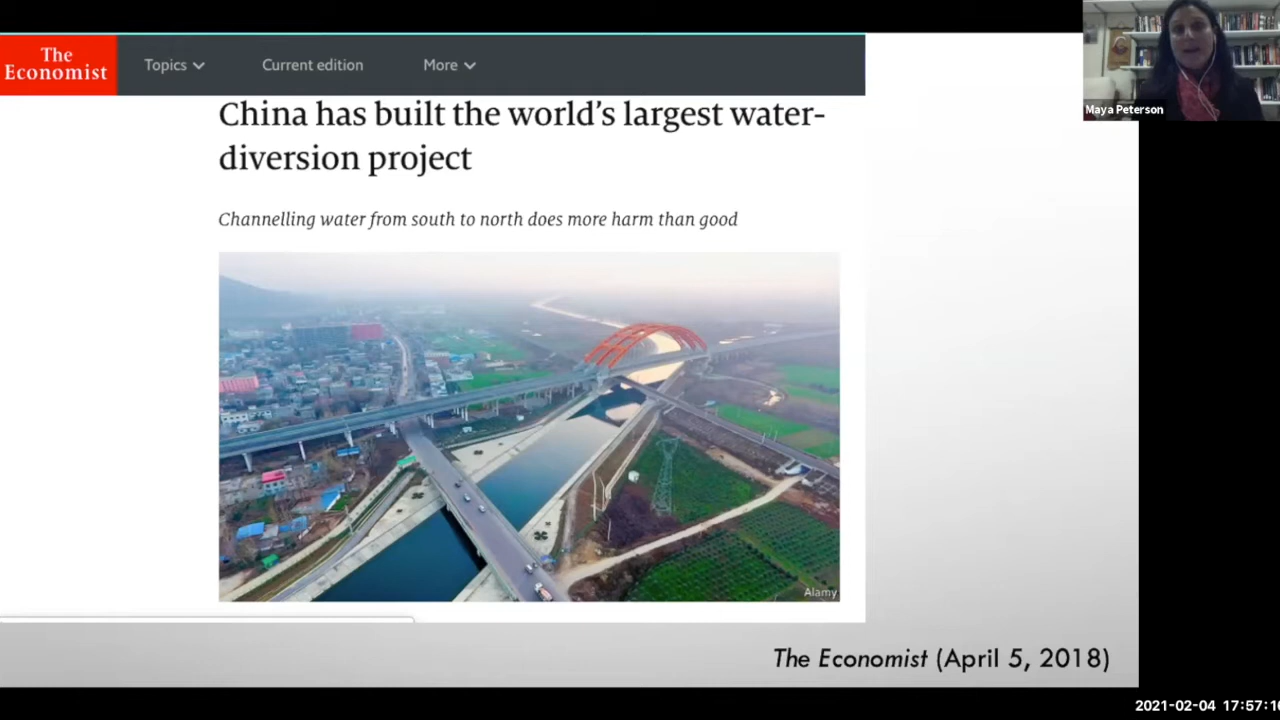 The
Economist
Topics
Current edition
More
China has built the world's largest water-
diversion project
Channelling water from south to north does more harm than good
Alamy
The Economist (April 5, 2018)
Maya Peterson
2021-02-04 17:57:16